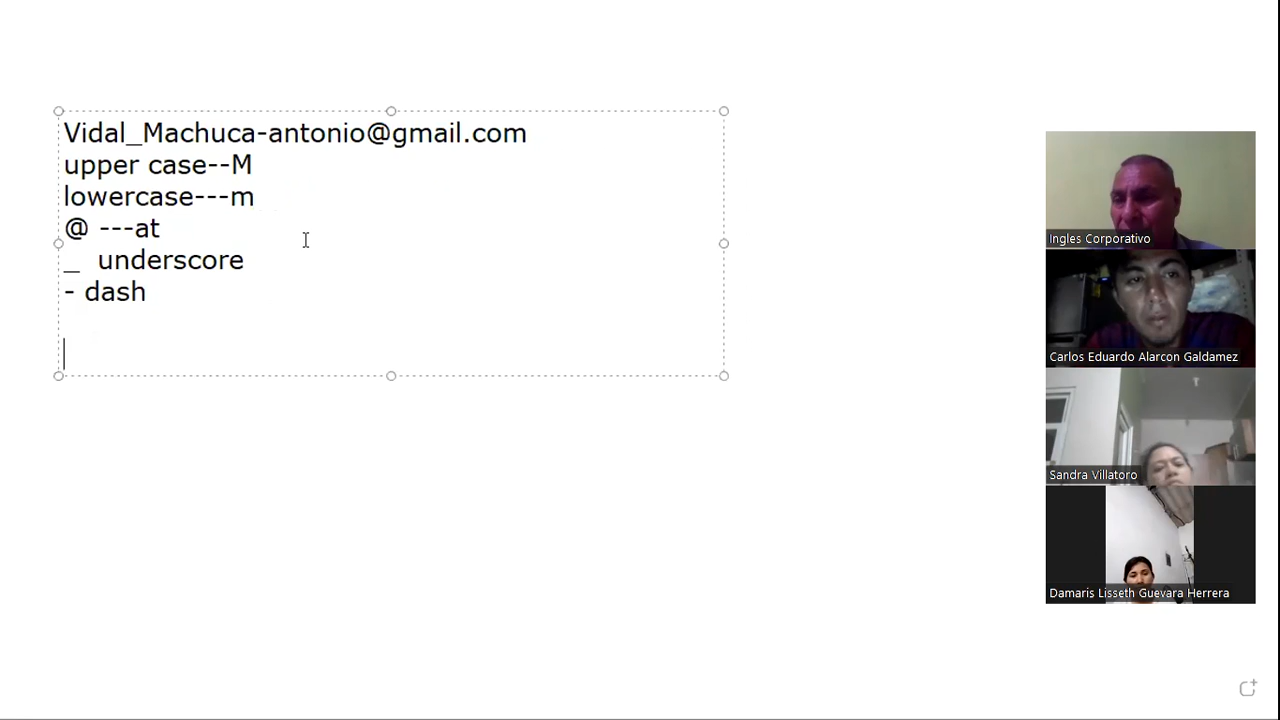 Vidal_Machuca-antonio@gmail.com
upper case--M
lowercase---m
@ ---at
_  underscore
- dash
Ingles Corporativo
Carlos Eduardo Alarcon Galdamez
Sandra Villatoro
Damaris Lisseth Guevara Herrera